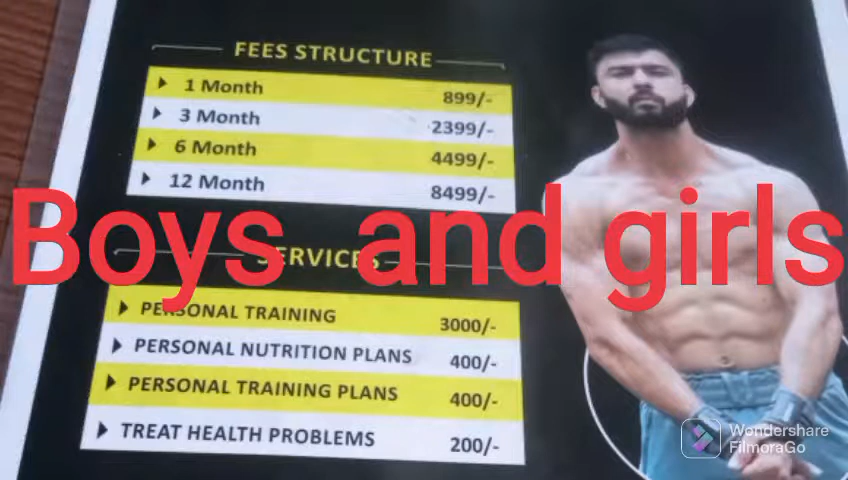 FEES STRUCTURE
1 Month 899/-
3 Month 2399/-
6 Month 4499/-
12 Month 8499/-
Boys and girls
SERVICES
PERSONAL TRAINING 3000/-
PERSONAL NUTRITION PLANS 400/-
PERSONAL TRAINING PLANS 400/-
TREAT HEALTH PROBLEMS 200/-
Wondershare
FilmoraGo